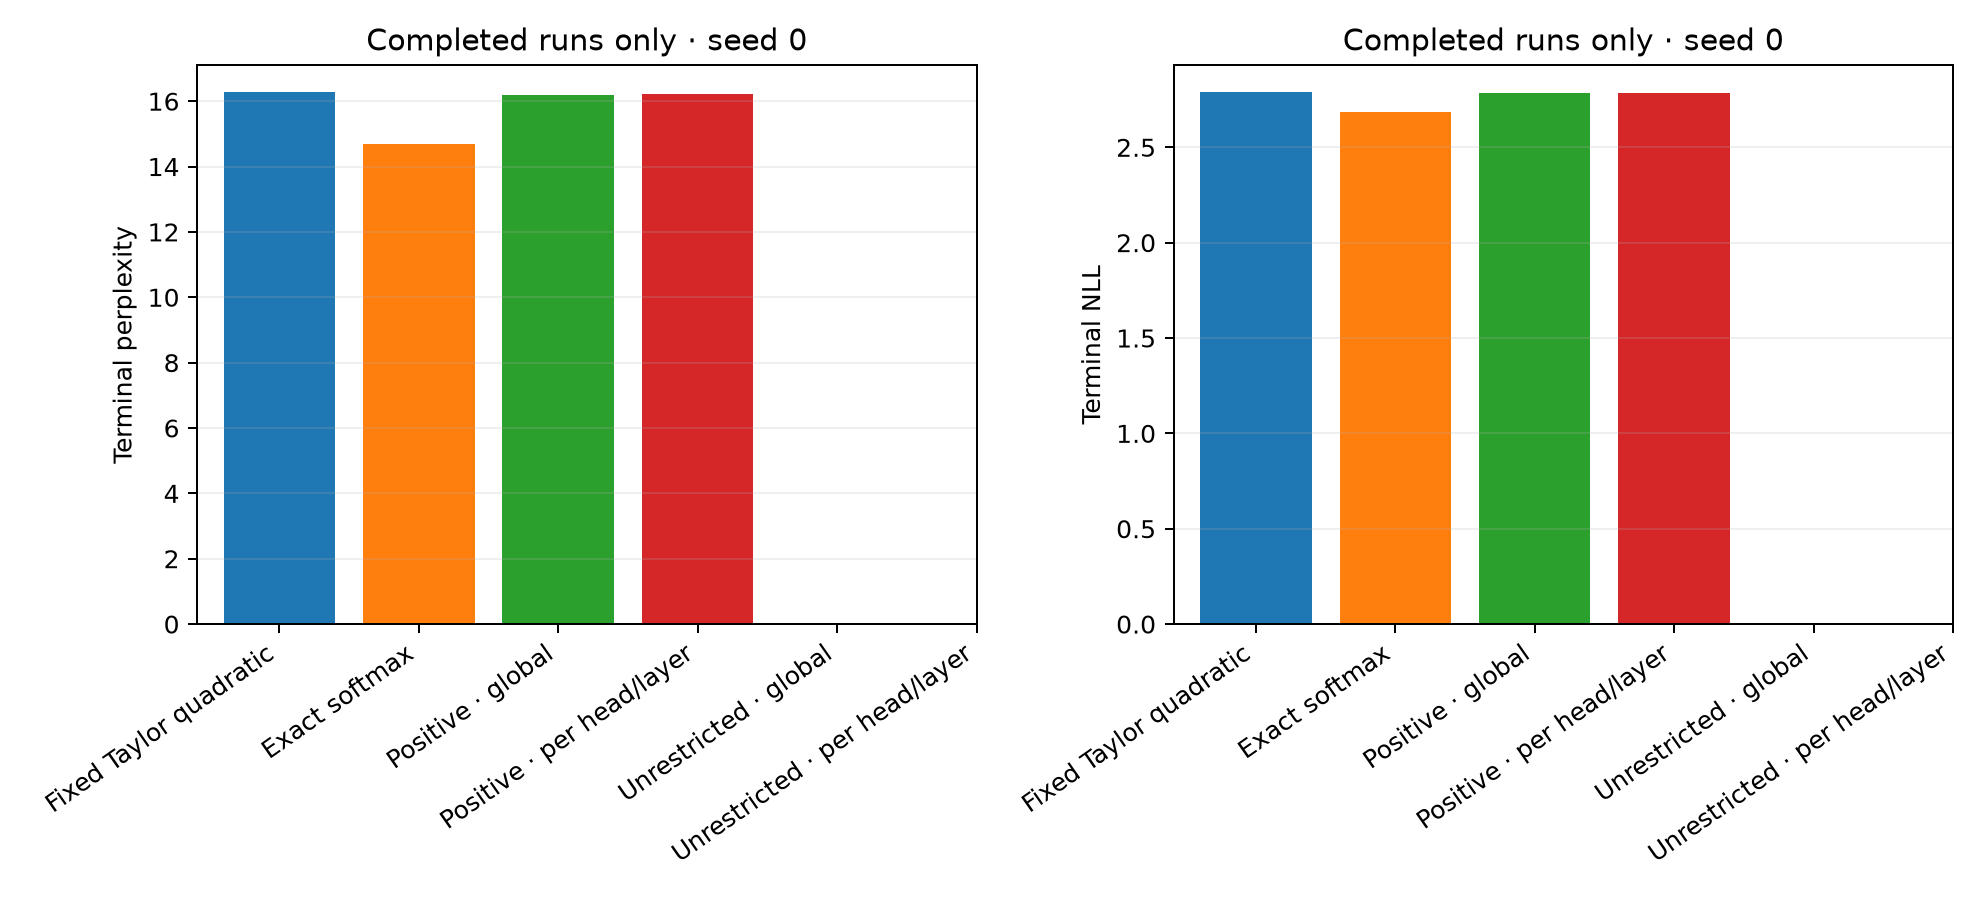 Completed runs only · seed 0
Terminal perplexity
16
14
12
10
8
6
4
2
0
Fixed Taylor quadratic
Exact softmax
Positive · global
Positive · per head/layer
Unrestricted · global
Unrestricted · per head/layer
Completed runs only · seed 0
Terminal NLL
2.5
2.0
1.5
1.0
0.5
0.0
Fixed Taylor quadratic
Exact softmax
Positive · global
Positive · per head/layer
Unrestricted · global
Unrestricted · per head/layer